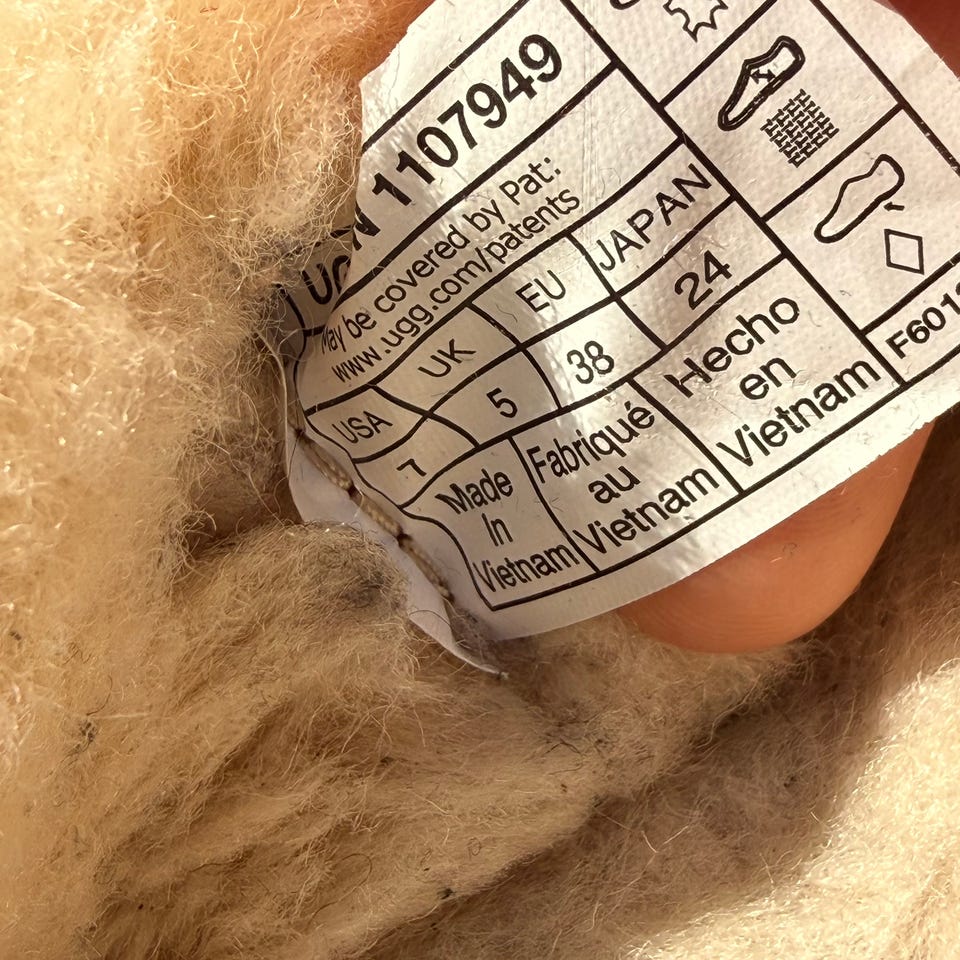 1107949
May be covered by Pat:
www.ugg.com/patents
USA UK EU JAPAN
7 5 38 24
Made
In
Vietnam
Fabriqué
au
Vietnam
Hecho
en
Vietnam